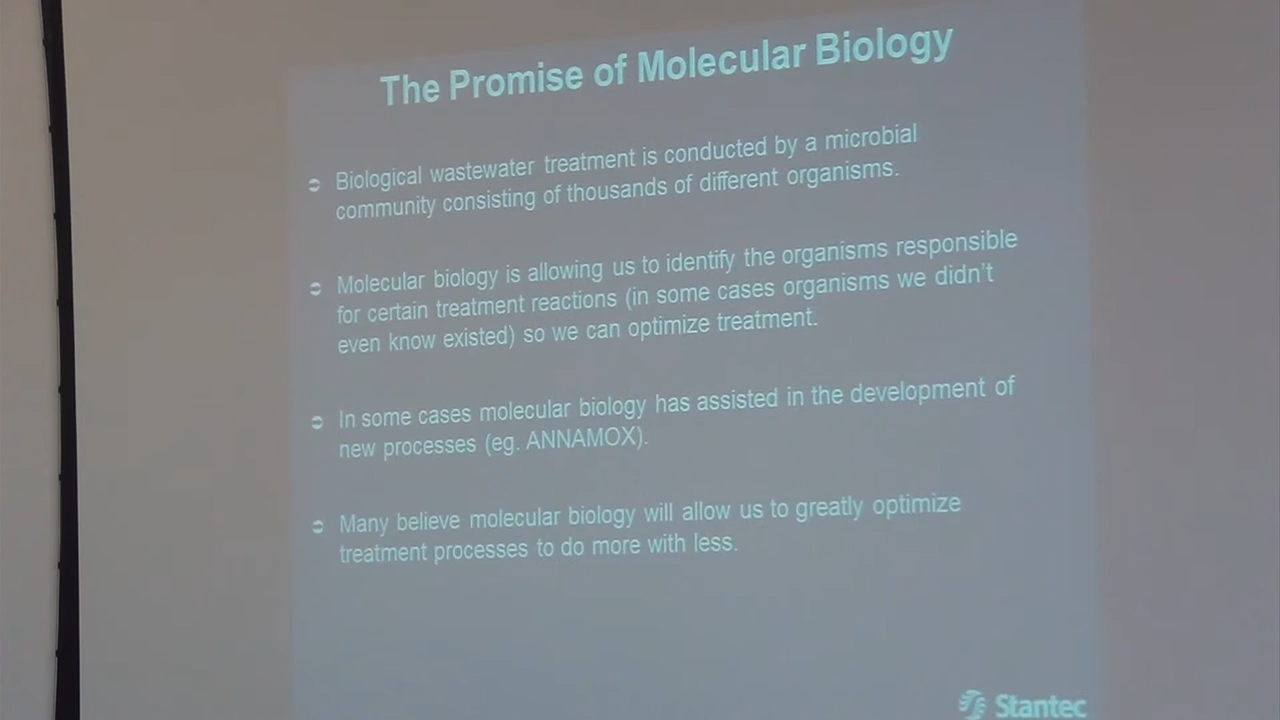 The Promise of Molecular Biology
Biological wastewater treatment is conducted by a microbial
community consisting of thousands of different organisms.
Molecular biology is allowing us to identify the organisms responsible
for certain treatment reactions (in some cases organisms we didn't
even know existed) so we can optimize treatment.
In some cases molecular biology has assisted in the development of
new processes (eg. ANNAMOX).
Many believe molecular biology will allow us to greatly optimize
treatment processes to do more with less.
Stantec